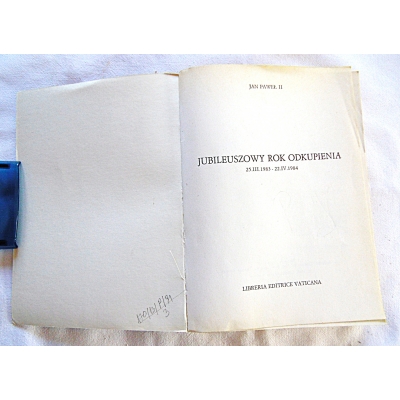 JAN PAWEŁ II
JUBILEUSZOWY ROK ODKUPIENIA
25.III.1983 - 22.IV.1984
LIBRERIA EDITRICE VATICANA